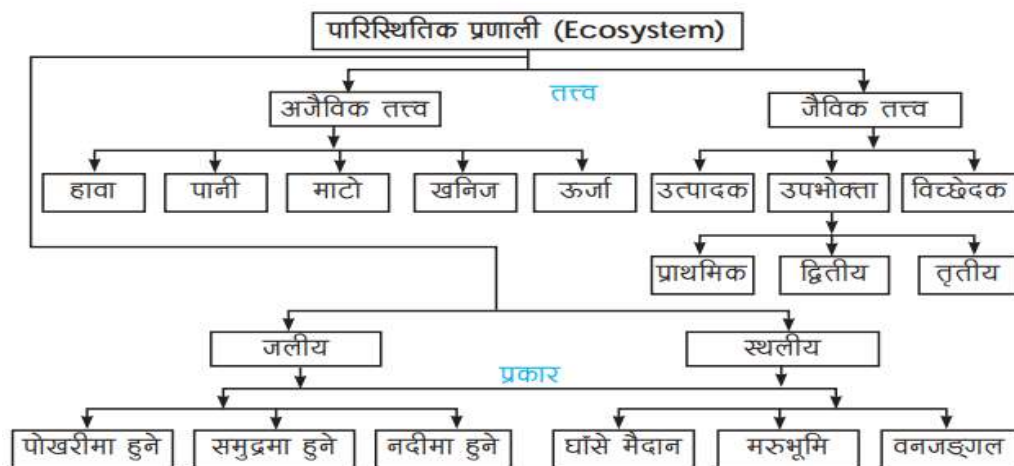 पारिस्थितिक प्रणाली (Ecosystem)
तत्त्व
अजैविक तत्त्व
जैविक तत्त्व
हावा
पानी
माटो
खनिज
ऊर्जा
उत्पादक
उपभोक्ता
विच्छेदक
प्राथमिक
द्वितीय
तृतीय
जलीय
स्थलीय
प्रकार
पोखरीमा हुने
समुद्रमा हुने
नदीमा हुने
घाँसे मैदान
मरुभूमि
वनजङ्गल